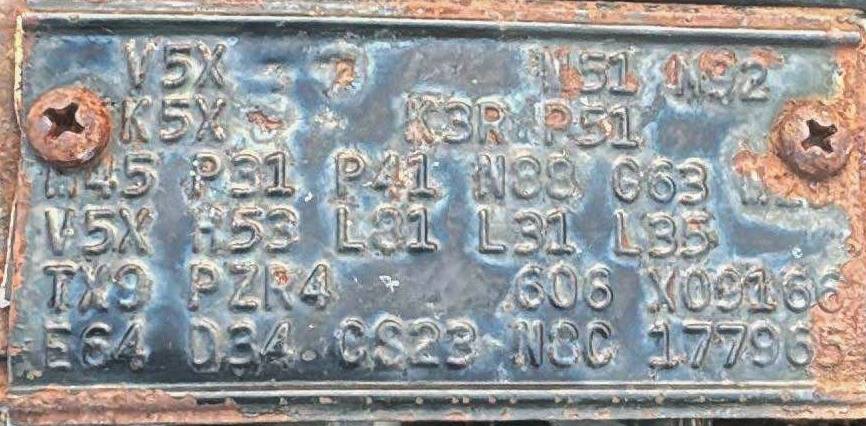 V5X N51 N92
K5X K3R P51
M45 P31 P41 N88 G63
V5X H53 L31 L31 L35
TX9 PZR4 606 X09166
E64 D34 CS23 N8C 177965